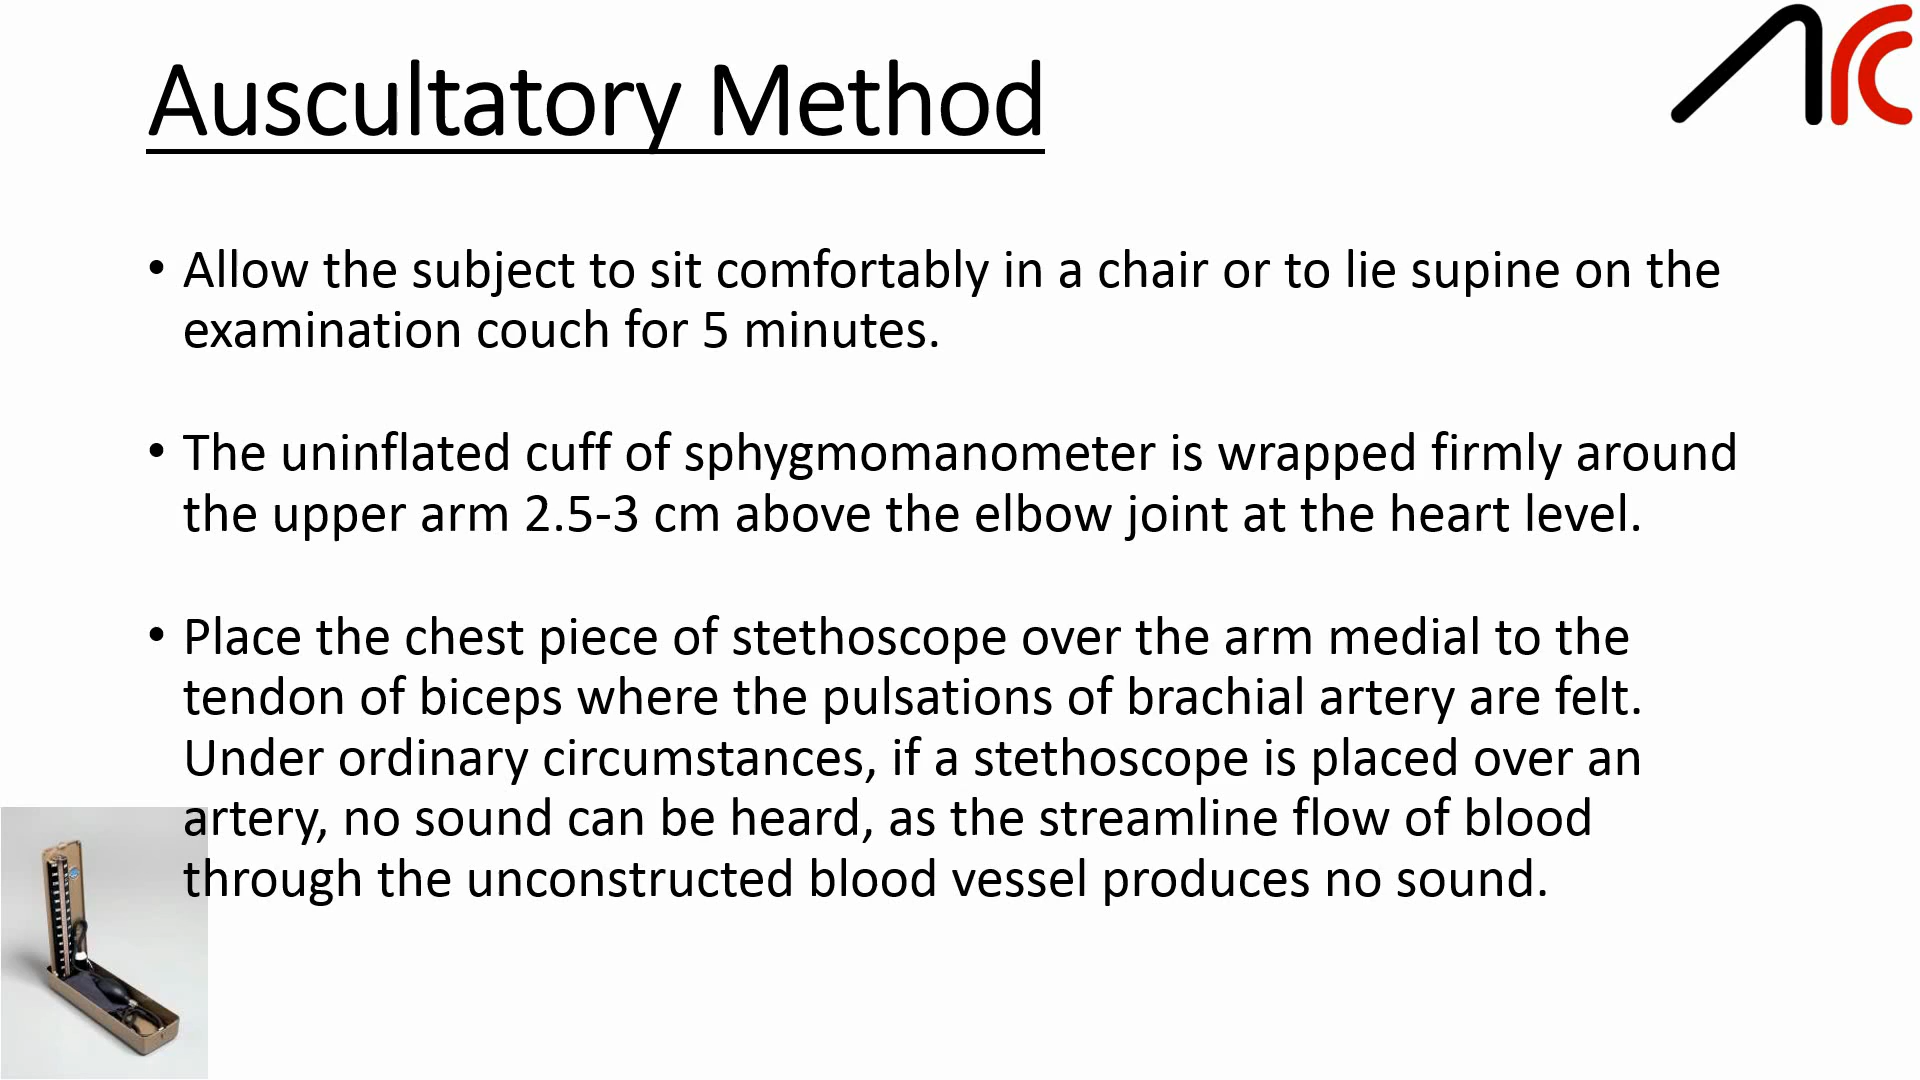 Auscultatory Method
• Allow the subject to sit comfortably in a chair or to lie supine on the
examination couch for 5 minutes.
• The uninflated cuff of sphygmomanometer is wrapped firmly around
the upper arm 2.5-3 cm above the elbow joint at the heart level.
• Place the chest piece of stethoscope over the arm medial to the
tendon of biceps where the pulsations of brachial artery are felt.
Under ordinary circumstances, if a stethoscope is placed over an
artery, no sound can be heard, as the streamline flow of blood
through the unconstructed blood vessel produces no sound.